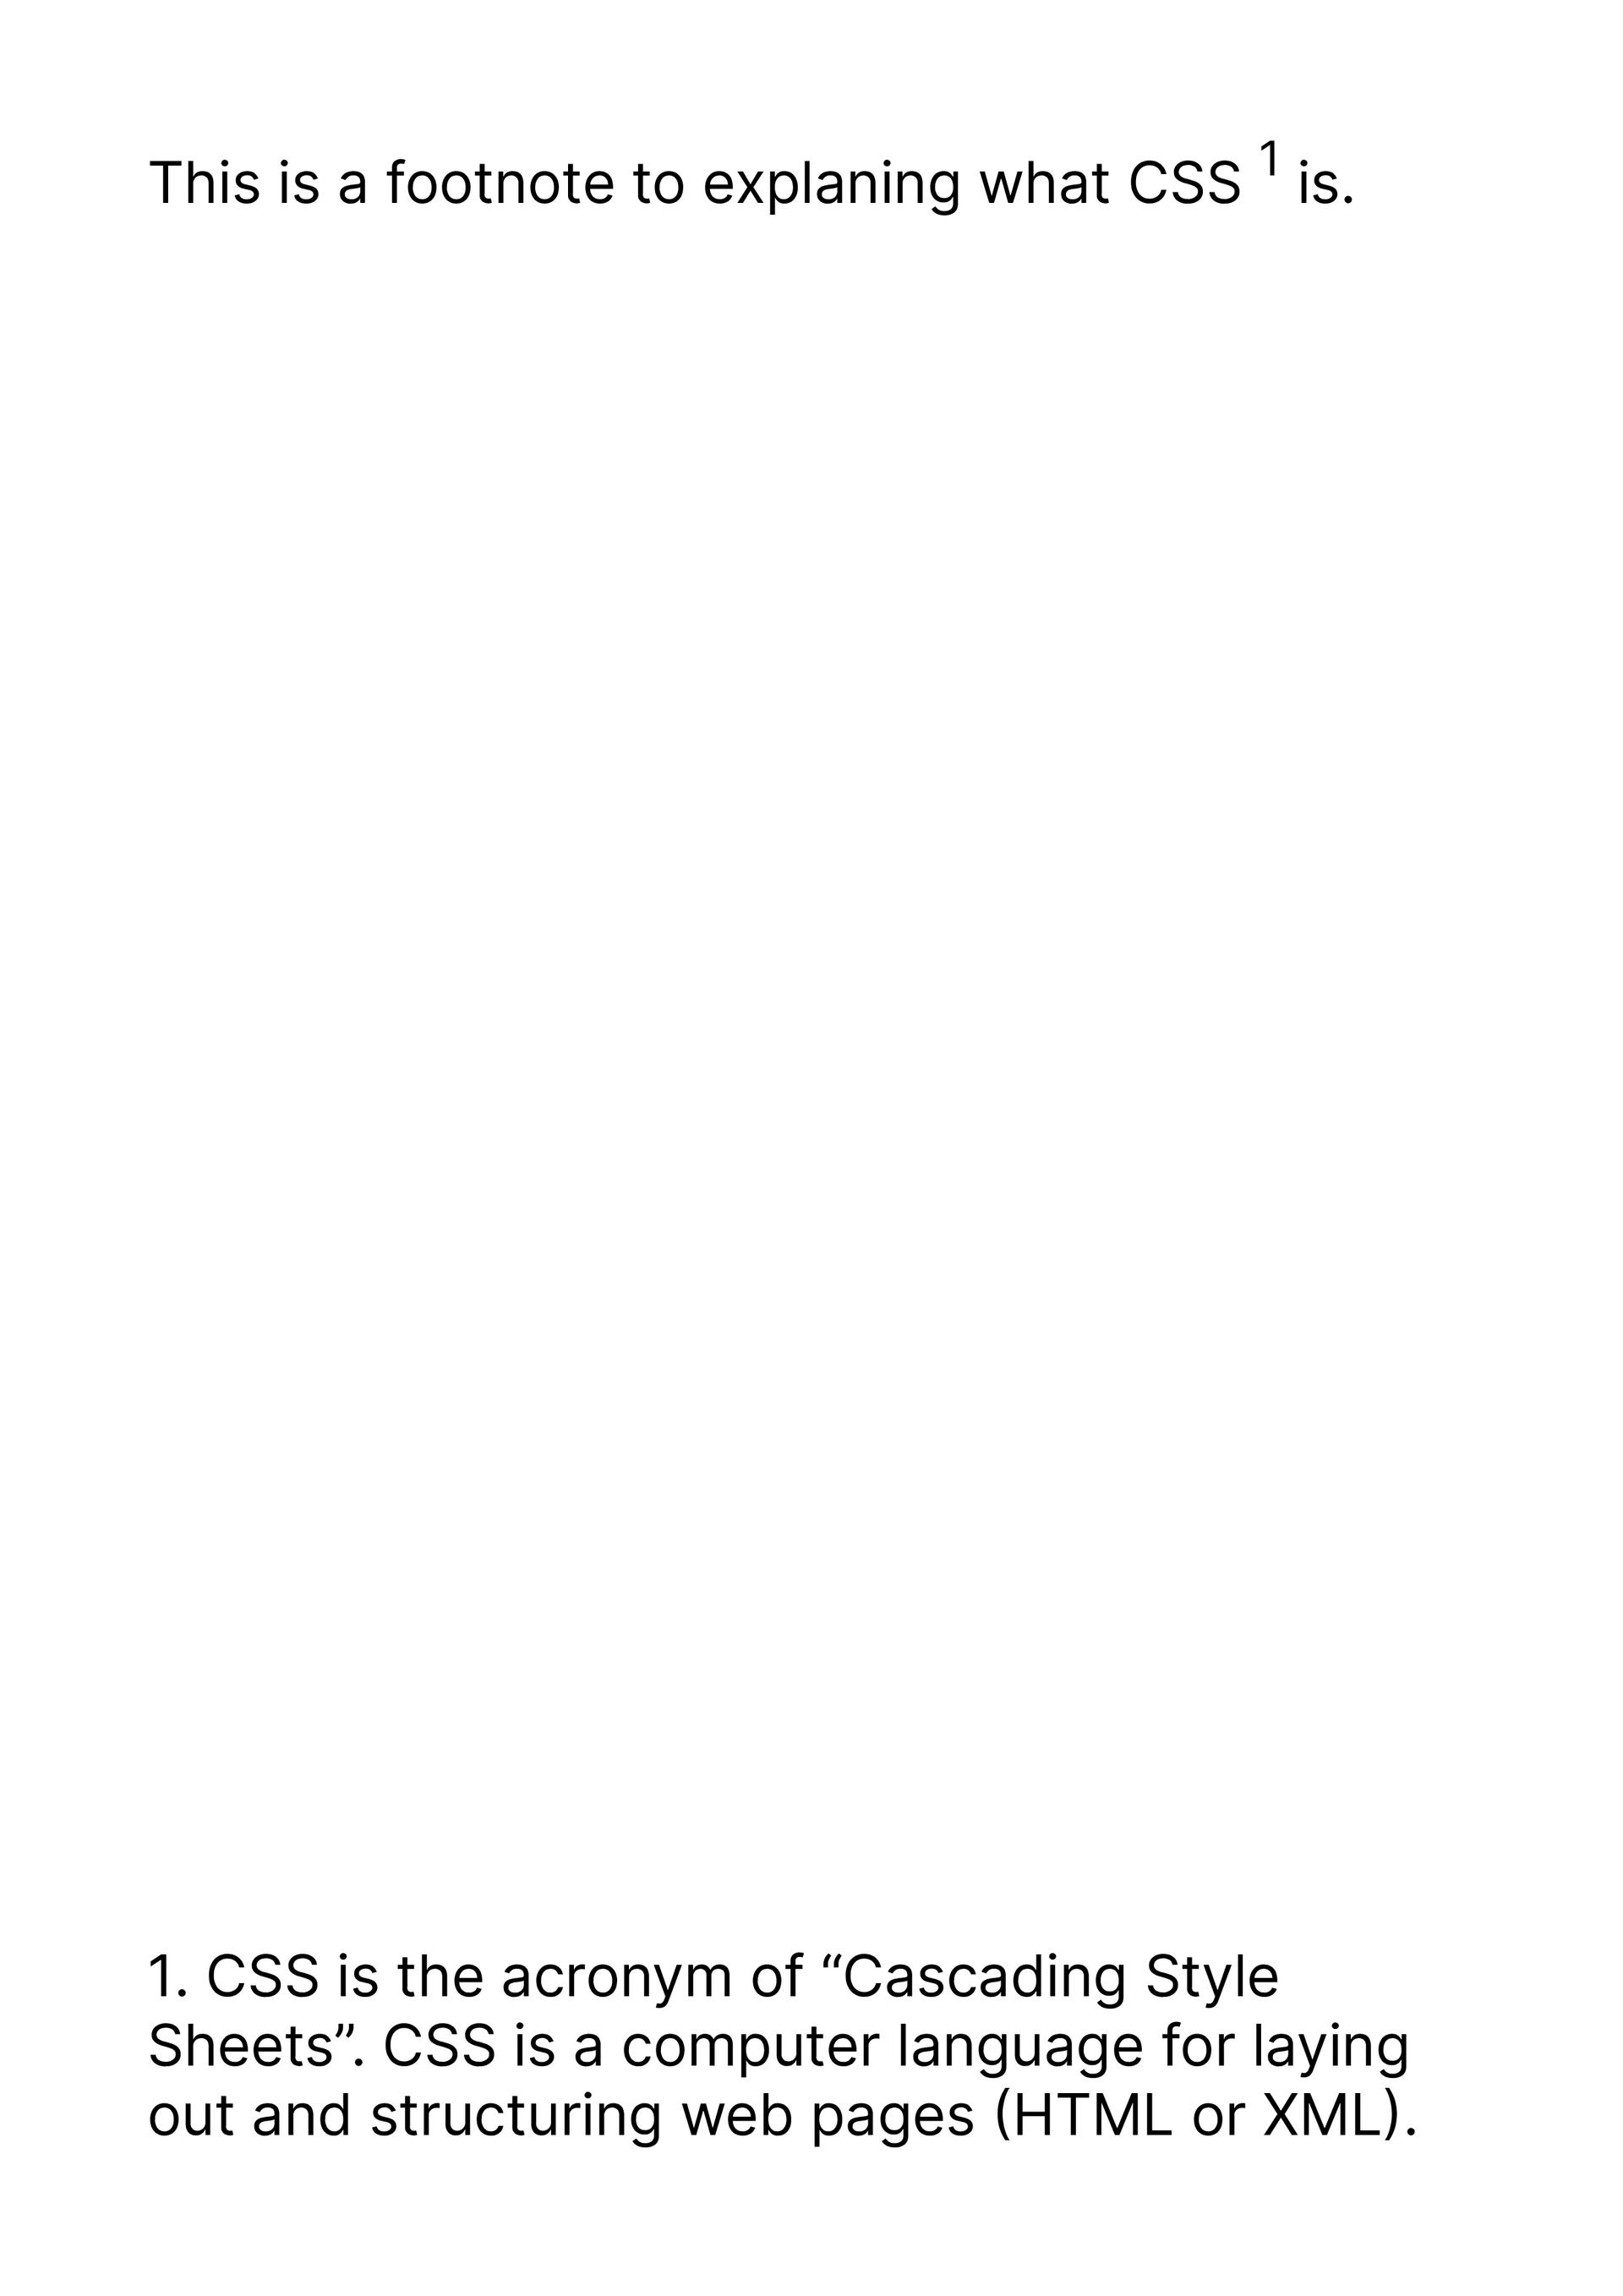 This is a footnote to explaning what CSS ¹ is.
1. CSS is the acronym of “Cascading Style
Sheets”. CSS is a computer language for laying
out and structuring web pages (HTML or XML).